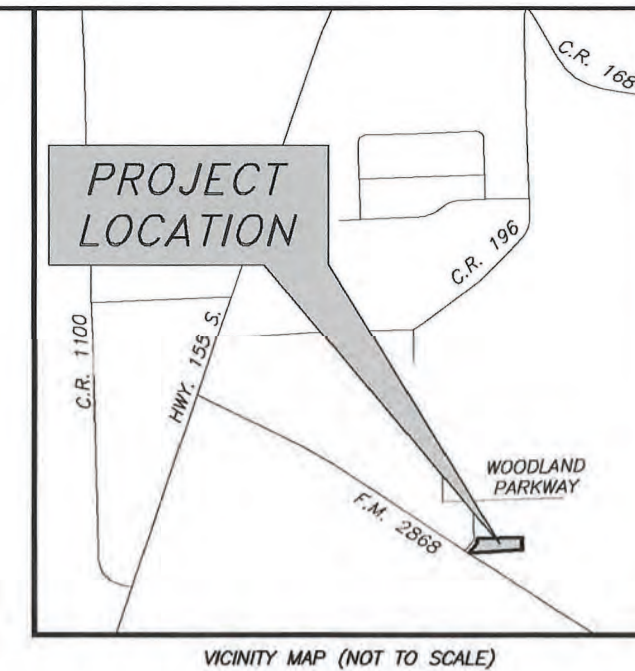 C.R. 168
PROJECT
LOCATION
C.R. 196
C.R. 1100
HWY. 155 S.
WOODLAND
PARKWAY
F.M. 2868
VICINITY MAP (NOT TO SCALE)